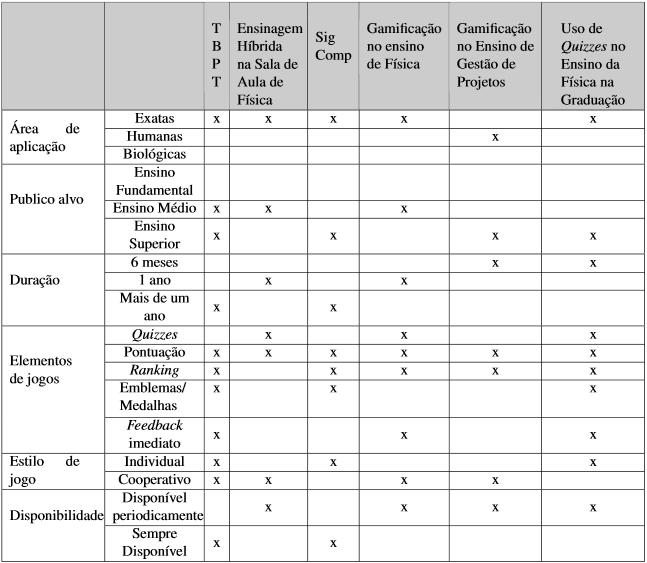 T B P T
Ensinagem Híbrida na Sala de Aula de Física
Sig Comp
Gamificação no ensino de Física
Gamificação no Ensino de Gestão de Projetos
Uso de Quizzes no Ensino da Física na Graduação
Área de aplicação
Exatas x x x x x
Humanas x
Biológicas
Publico alvo
Ensino Fundamental
Ensino Médio x x x
Ensino Superior x x x x
Duração
6 meses x x
1 ano x x
Mais de um ano x x
Elementos de jogos
Quizzes x x x
Pontuação x x x x x x
Ranking x x x x x
Emblemas/ Medalhas x x x
Feedback imediato x x x
Estilo de jogo
Individual x x x
Cooperativo x x x x
Disponibilidade
Disponível periodicamente x x x x
Sempre Disponível x x